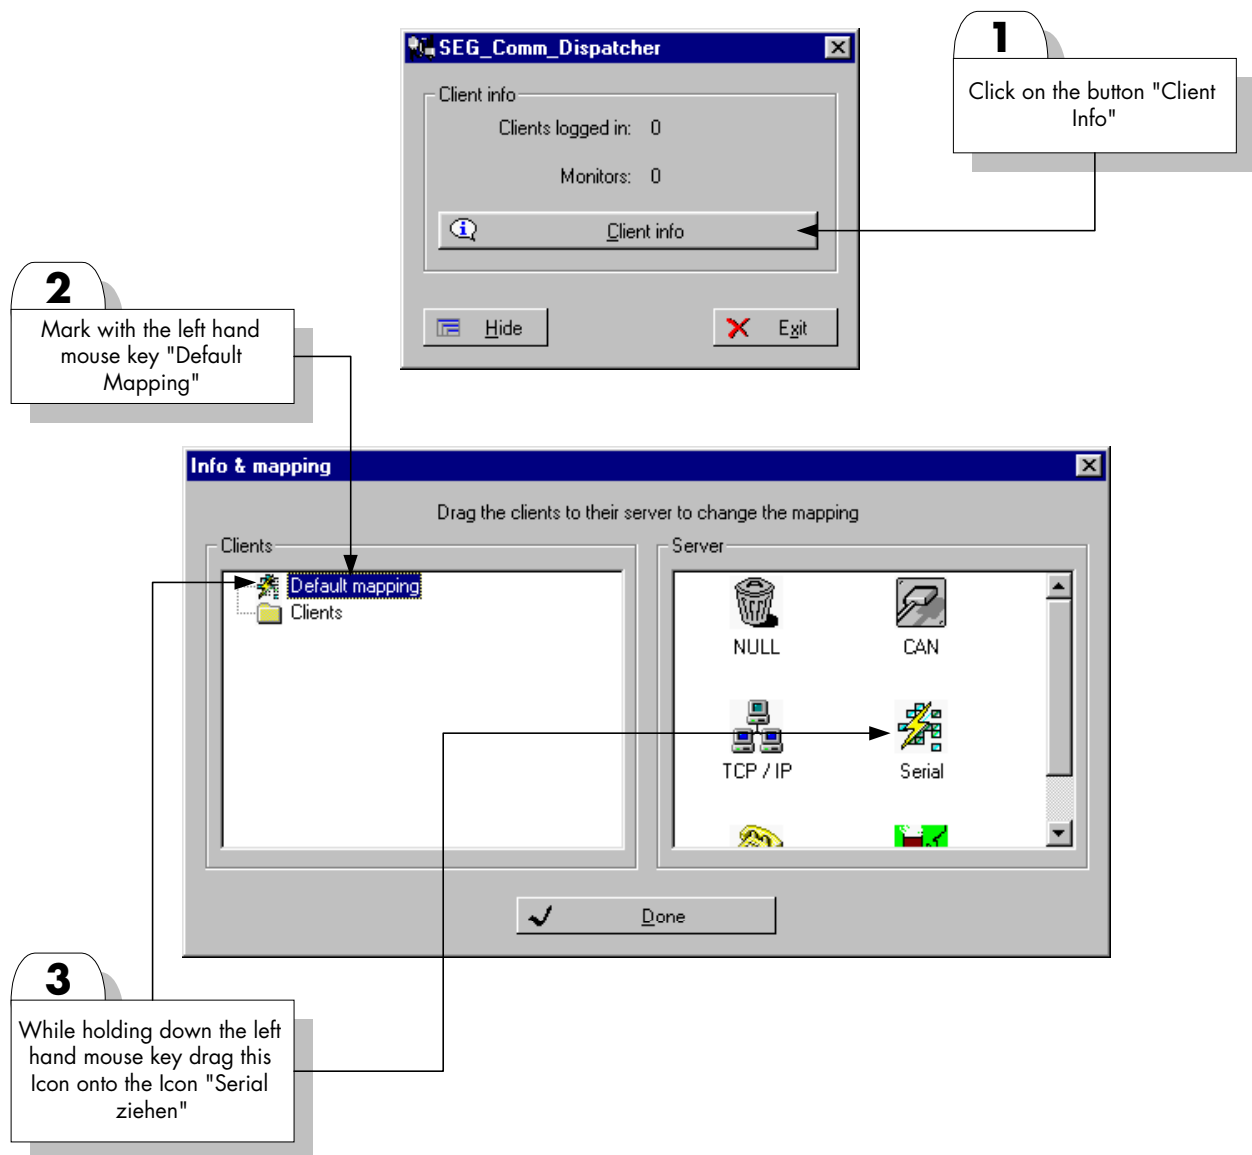 1
Click on the button "Client
Info"
SEG_Comm_Dispatcher
Client info
Clients logged in: 0
Monitors: 0
Client info
Hide
Exit
2
Mark with the left hand
mouse key "Default
Mapping"
Info & mapping
Drag the clients to their server to change the mapping
Clients
Default mapping
Clients
Server
NULL
CAN
TCP / IP
Serial
Done
3
While holding down the left
hand mouse key drag this
Icon onto the Icon "Serial
ziehen"